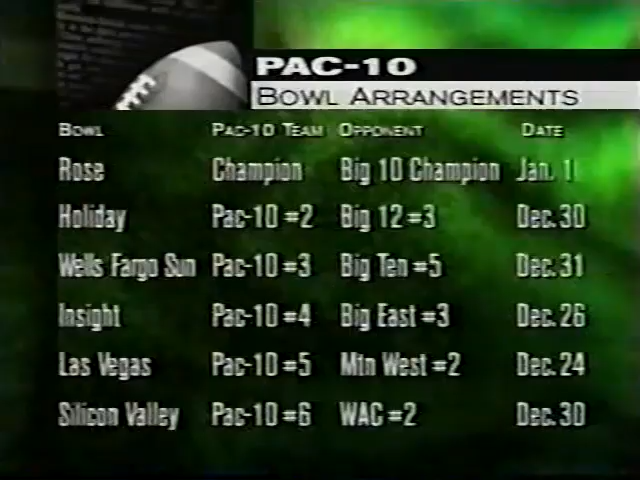 PAC-10
BOWL ARRANGEMENTS
BOWL PAC-10 TEAM OPPONENT DATE
Rose Champion Big 10 Champion Jan. 1
Holiday Pac-10 #2 Big 12 #3 Dec. 30
Wells Fargo Sun Pac-10 #3 Big Ten #5 Dec. 31
Insight Pac-10 #4 Big East #3 Dec. 26
Las Vegas Pac-10 #5 Mtn West #2 Dec. 24
Silicon Valley Pac-10 #6 WAC #2 Dec. 30